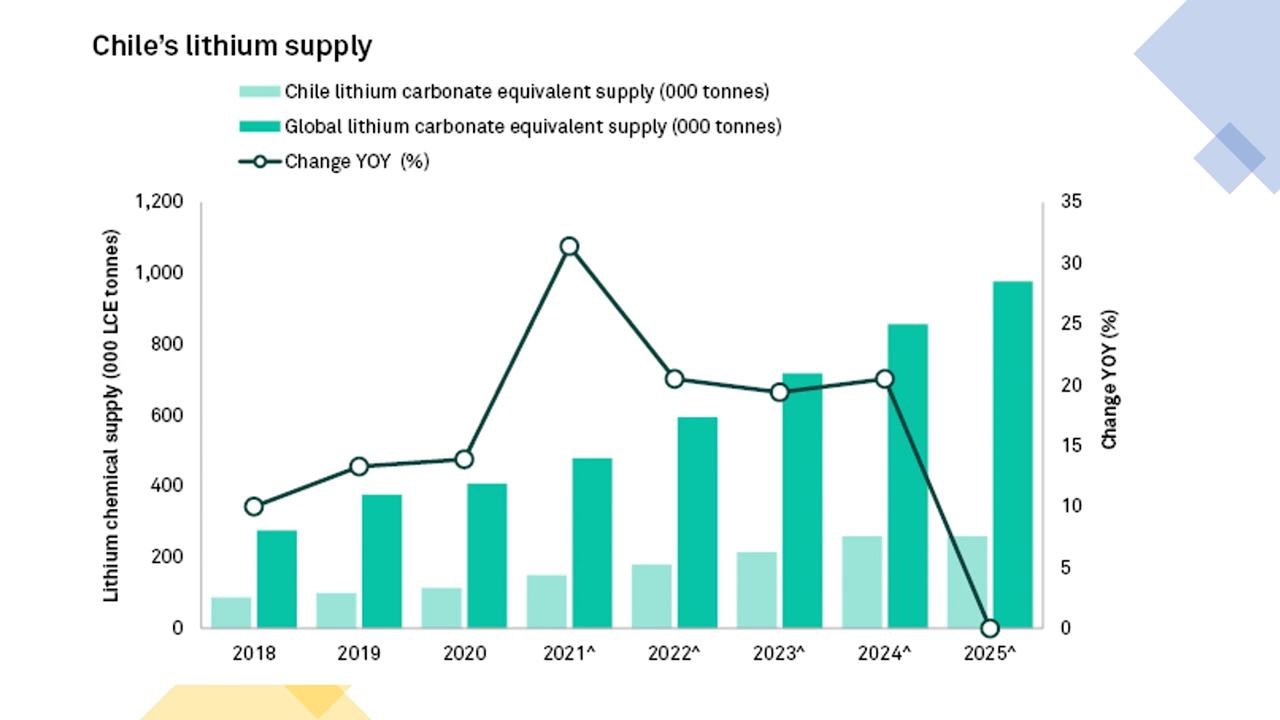 Chile’s lithium supply
Chile lithium carbonate equivalent supply (000 tonnes)
Global lithium carbonate equivalent supply (000 tonnes)
Change YOY (%)
Lithium chemical supply (000 LCE tonnes)
1,200
1,000
800
600
400
200
0
35
30
25
20
15
10
5
0
Change YOY (%)
2018 2019 2020 2021^ 2022^ 2023^ 2024^ 2025^